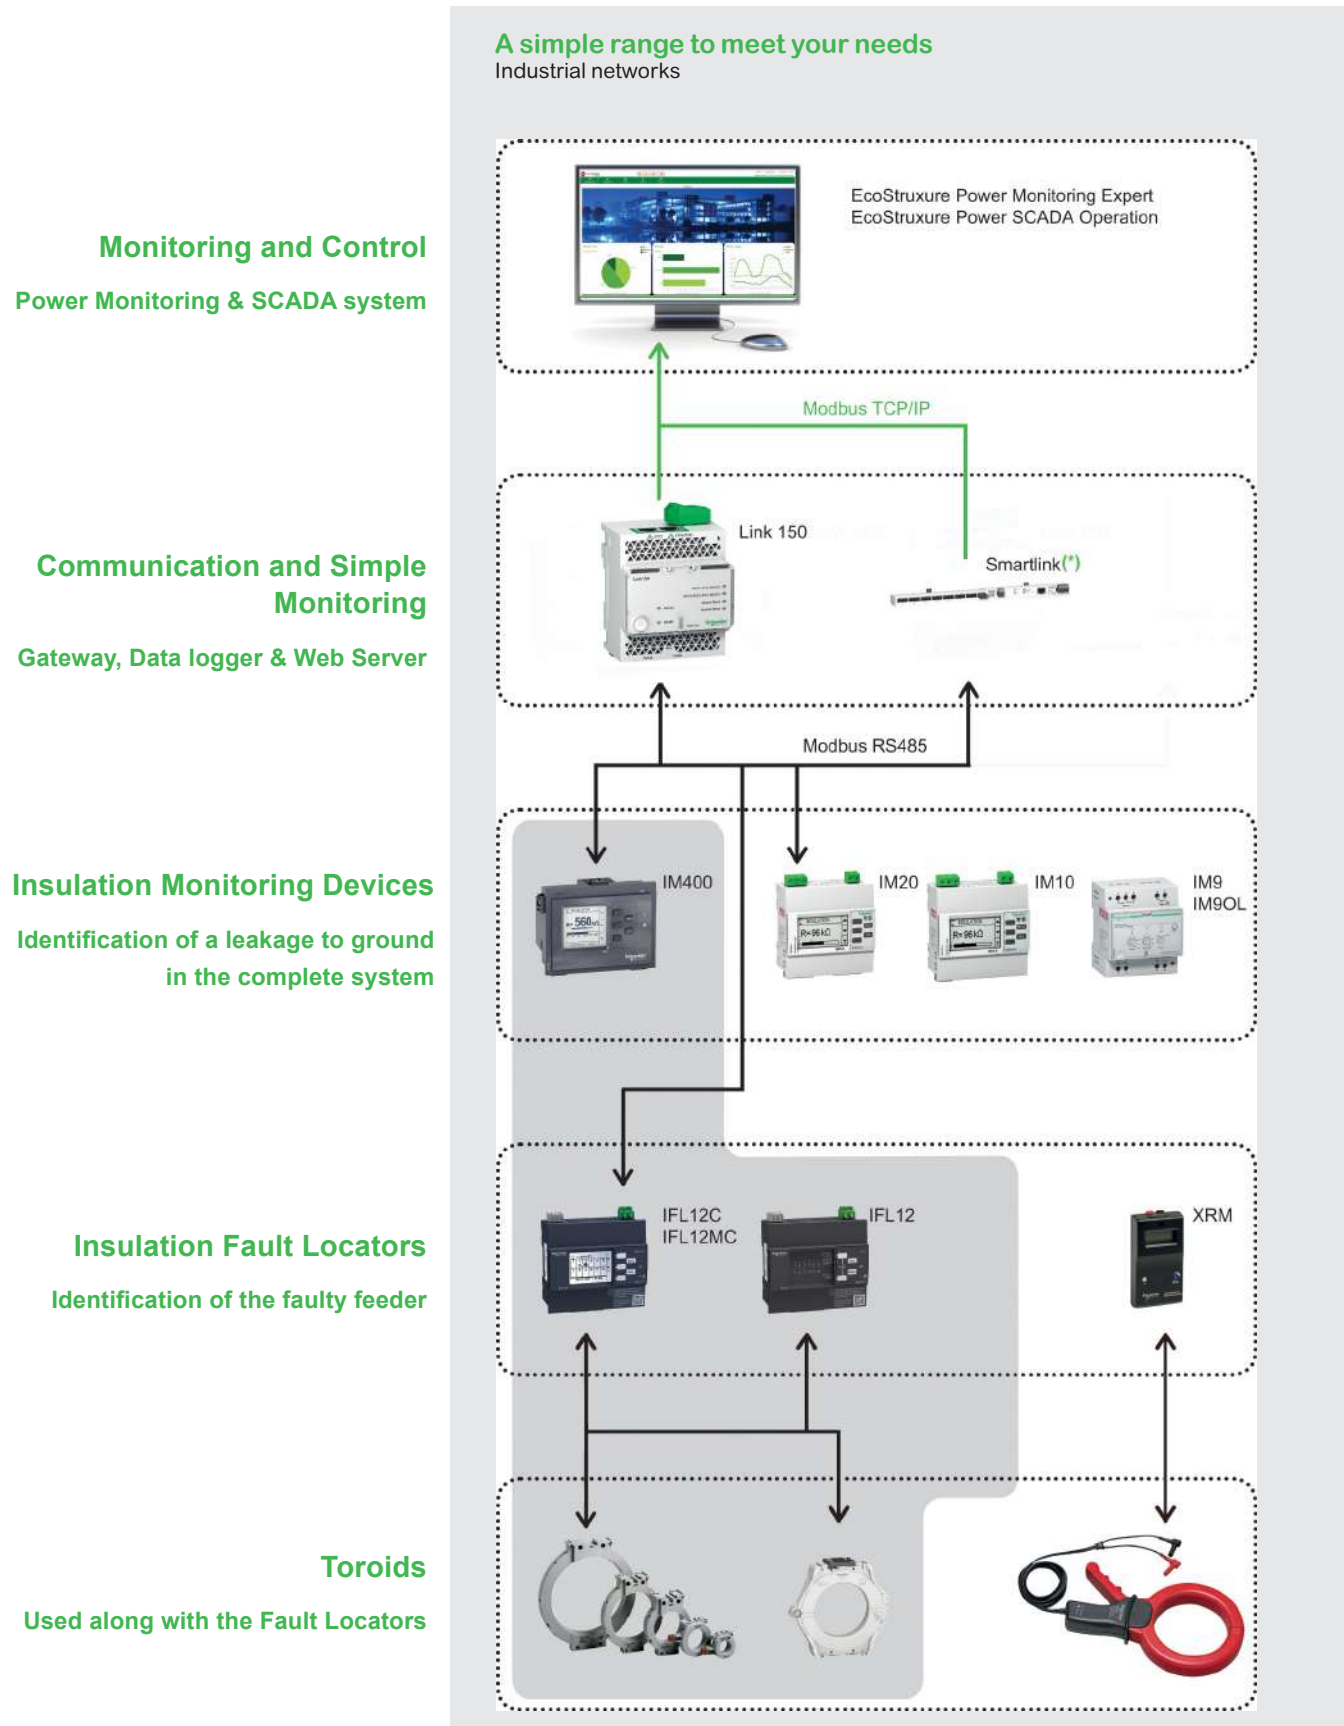 A simple range to meet your needs
Industrial networks
Monitoring and Control
Power Monitoring & SCADA system
EcoStruxure Power Monitoring Expert
EcoStruxure Power SCADA Operation
Modbus TCP/IP
Communication and Simple
Monitoring
Gateway, Data logger & Web Server
Link 150
Smartlink(*)
Modbus RS485
Insulation Monitoring Devices
Identification of a leakage to ground
in the complete system
IM400
560
IM20
R=96kΩ
IM10
R=96kΩ
IM9
IM9OL
Insulation Fault Locators
Identification of the faulty feeder
IFL12C
IFL12MC
IFL12
XRM
Toroids
Used along with the Fault Locators